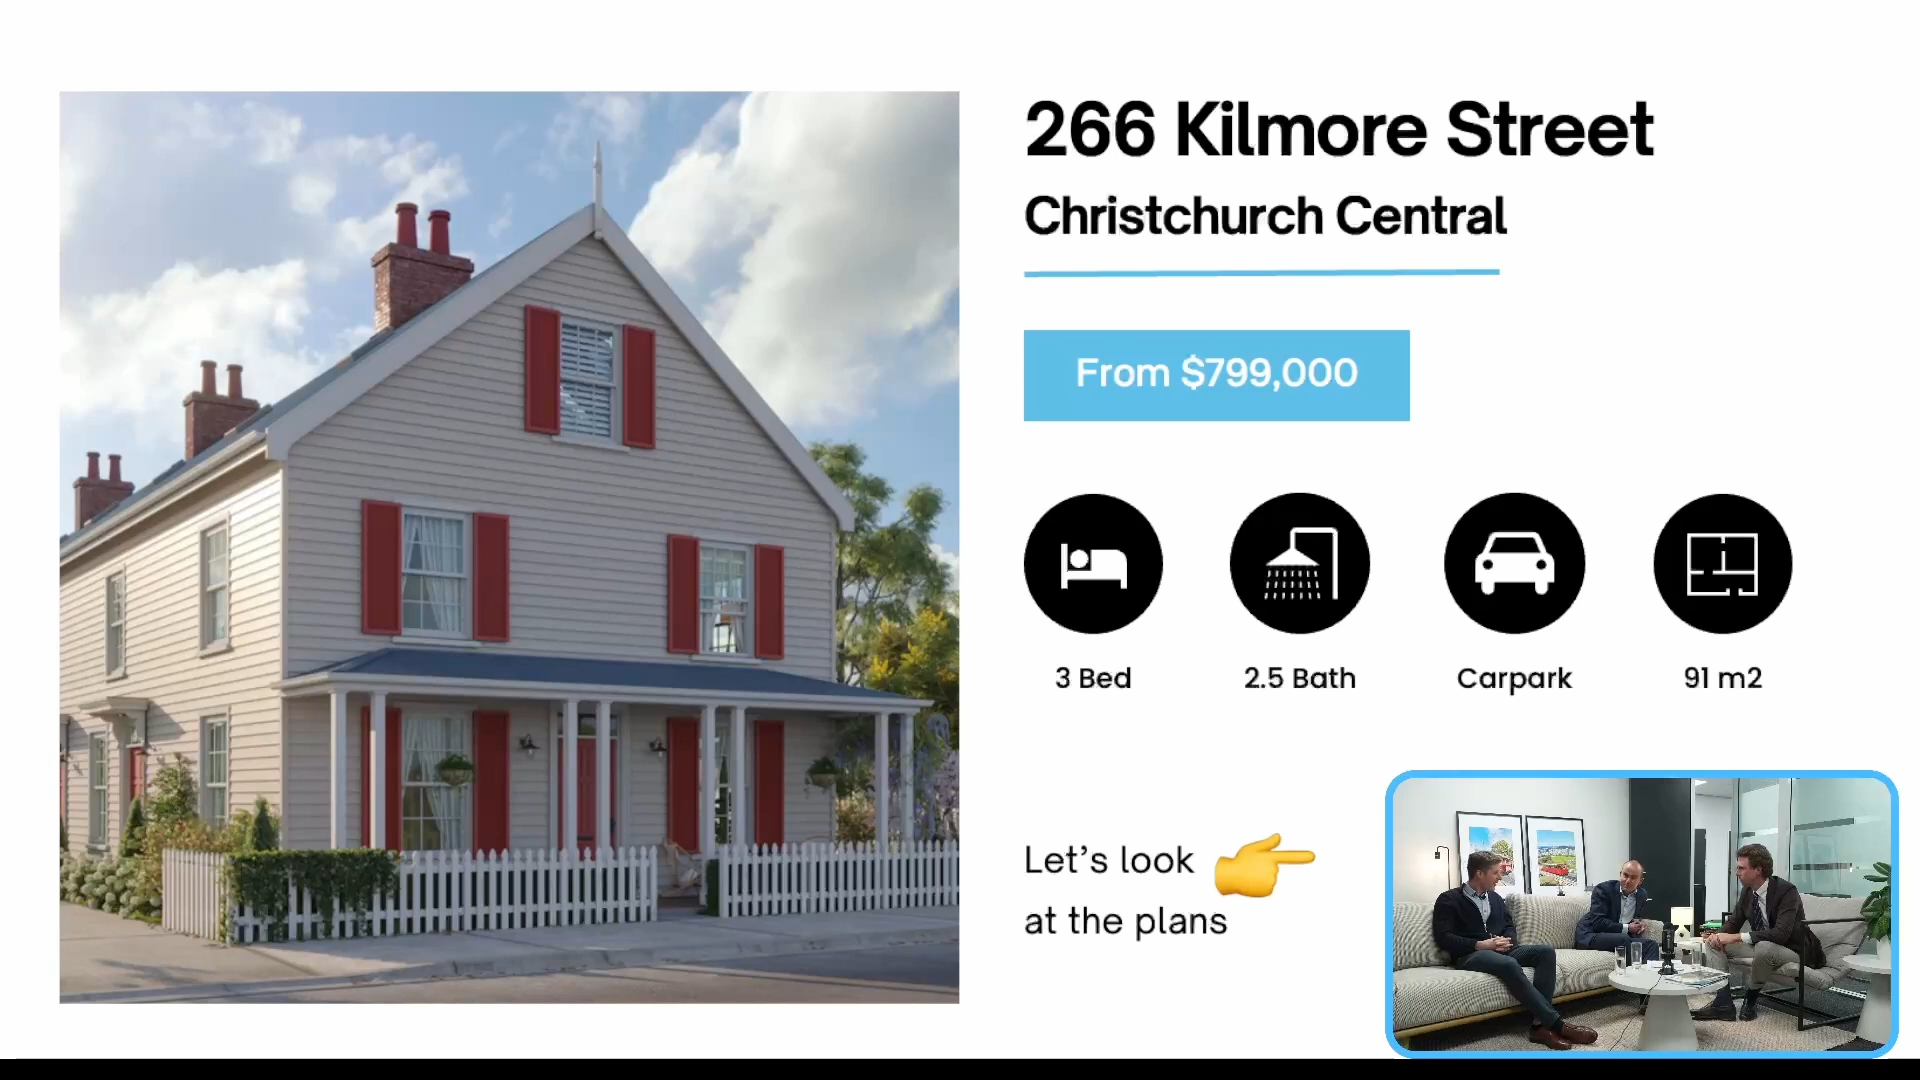 266 Kilmore Street
Christchurch Central
From $799,000
3 Bed
2.5 Bath
Carpark
91 m2
Let's look
at the plans